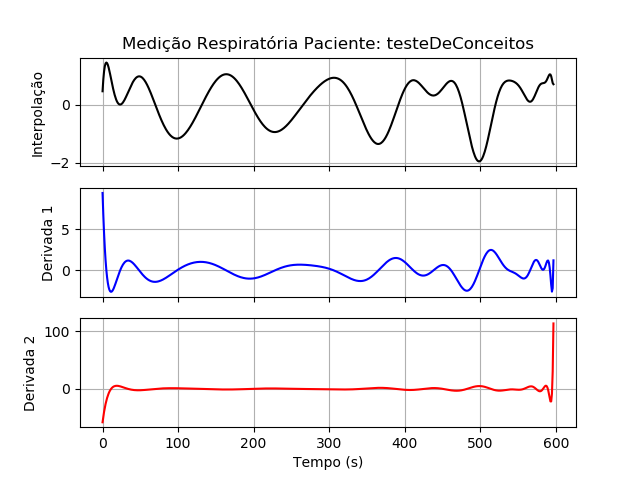 Medição Respiratória Paciente: testeDeConceitos
Interpolação
0
−2
Derivada 1
5
0
Derivada 2
100
0
0 100 200 300 400 500 600
Tempo (s)